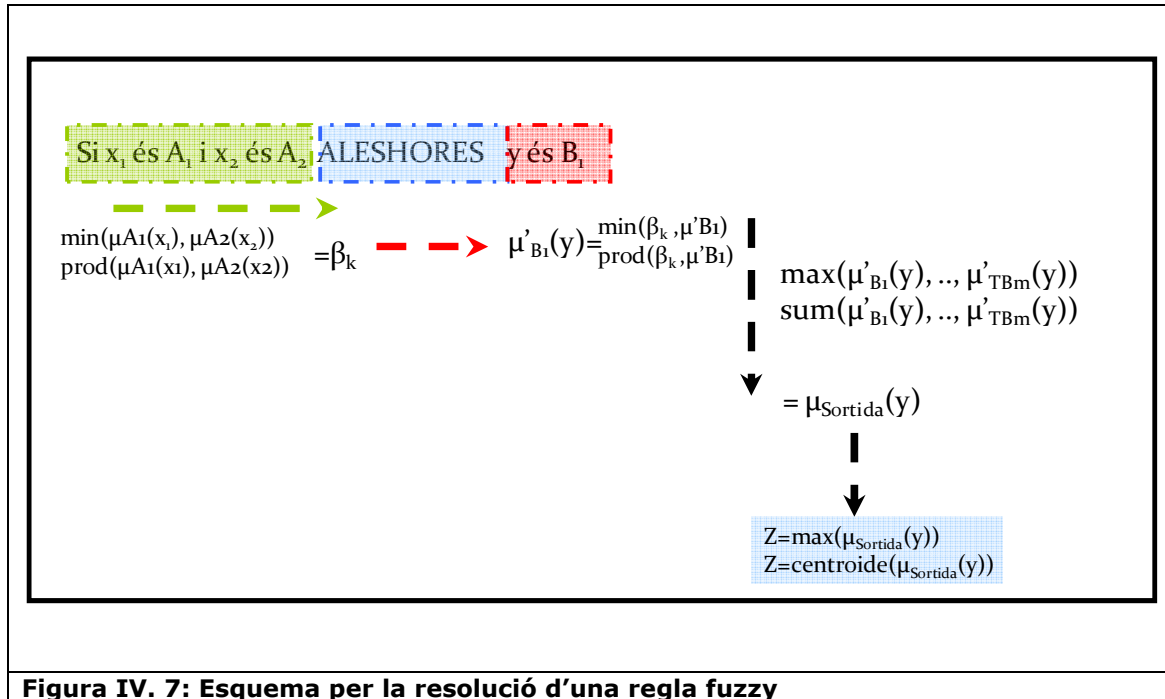 Si x₁ és A₁ i x₂ és A₂ ALESHORES y és B₁
min(μA1(x₁), μA2(x₂))
prod(μA1(x1), μA2(x2))
=βₖ
μ'B1(y)=
min(βₖ,μ'B1)
prod(βₖ,μ'B1)
max(μ'B1(y), .., μ'TBm(y))
sum(μ'B1(y), .., μ'TBm(y))
= μSortida(y)
Z=max(μSortida(y))
Z=centroide(μSortida(y))
Figura IV. 7: Esquema per la resolució d'una regla fuzzy